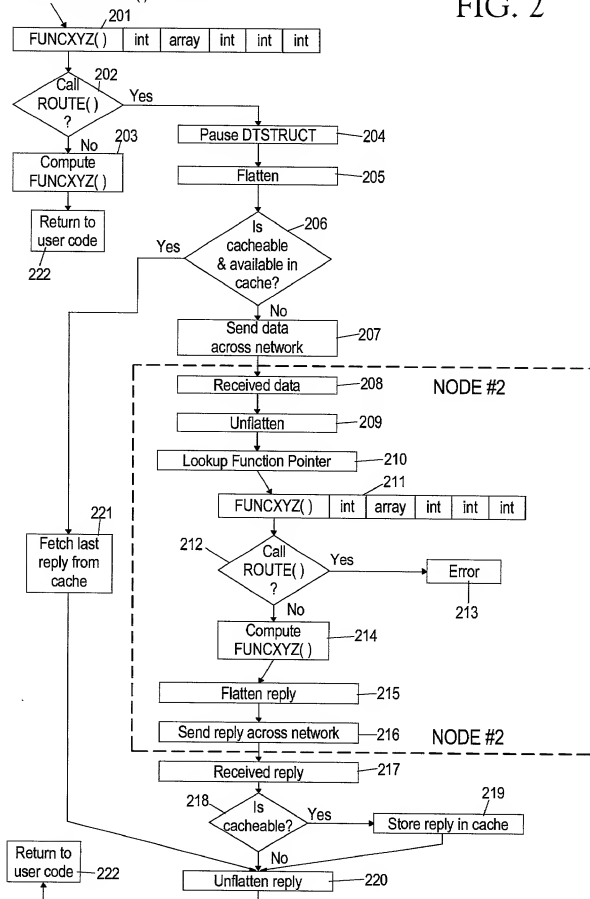 FIG. 2
201
FUNCXYZ( ) int array int int int
Call
ROUTE( )
?
202
Yes
No
203
Compute
FUNCXYZ( )
Return to
user code
222
Pause DTSTRUCT
204
Flatten
205
Is
cacheable
& available in
cache?
206
Yes
No
Send data
across network
207
Received data
208
NODE #2
Unflatten
209
Lookup Function Pointer
210
211
FUNCXYZ( ) int array int int int
212
Call
ROUTE( )
?
Yes
Error
213
No
221
Fetch last
reply from
cache
Compute
FUNCXYZ( )
214
Flatten reply
215
Send reply across network
216
NODE #2
Received reply
217
218
Is
cacheable?
Yes
219
Store reply in cache
No
Return to
user code
222
Unflatten reply
220